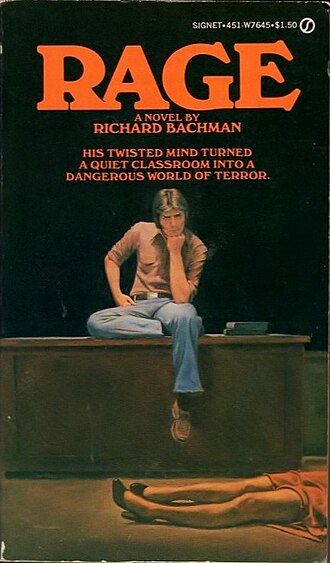 SIGNET•451-W7645•$1.50
RAGE
A NOVEL BY
RICHARD BACHMAN
HIS TWISTED MIND TURNED
A QUIET CLASSROOM INTO A
DANGEROUS WORLD OF TERROR.